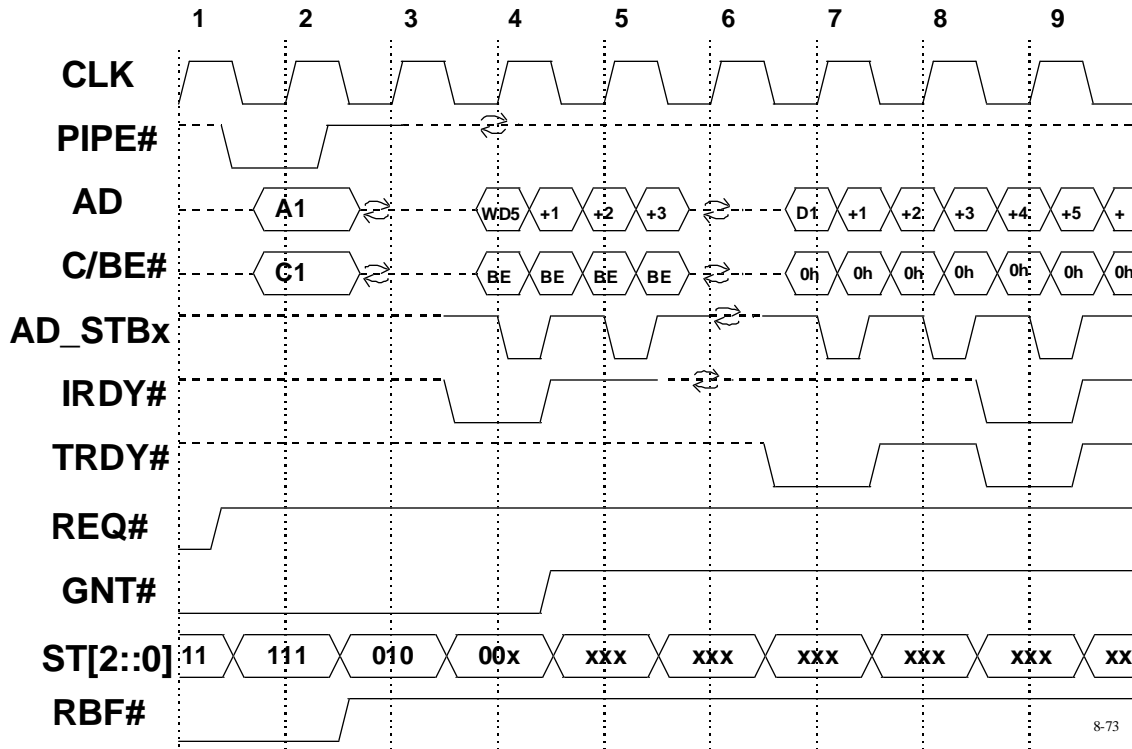 1 2 3 4 5 6 7 8 9
CLK
PIPE#
AD A1 WD5 +1 +2 +3 D1 +1 +2 +3 +4 +5 +
C/BE# C1 BE BE BE BE 0h 0h 0h 0h 0h 0h 0h
AD_STBx
IRDY#
TRDY#
REQ#
GNT#
ST[2::0] 11 111 010 00x xxx xxx xxx xxx xxx xx
RBF#
8-73